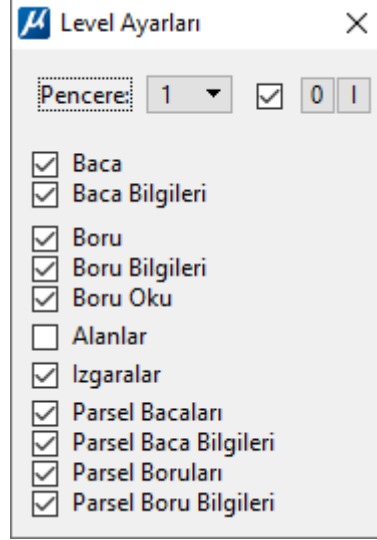 Level Ayarları
Pencere: 1 0 I
Baca
Baca Bilgileri
Boru
Boru Bilgileri
Boru Oku
Alanlar
Izgaralar
Parsel Bacaları
Parsel Baca Bilgileri
Parsel Boruları
Parsel Boru Bilgileri